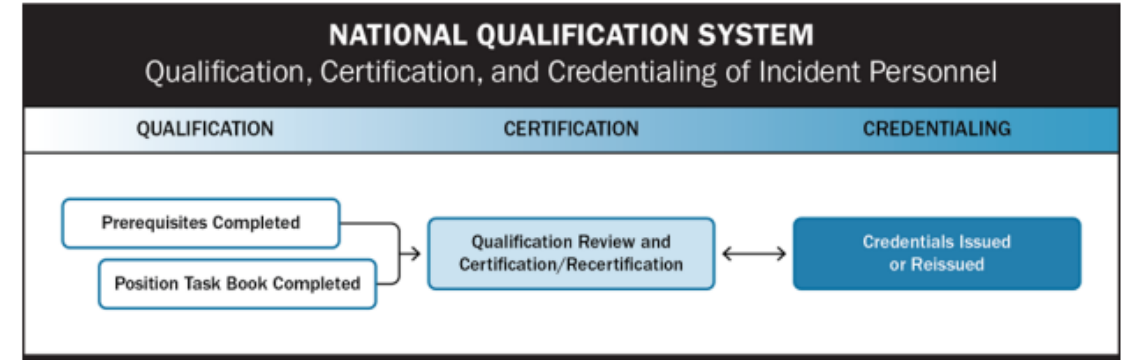 NATIONAL QUALIFICATION SYSTEM
Qualification, Certification, and Credentialing of Incident Personnel
QUALIFICATION
CERTIFICATION
CREDENTIALING
Prerequisites Completed
Position Task Book Completed
Qualification Review and
Certification/Recertification
Credentials Issued
or Reissued